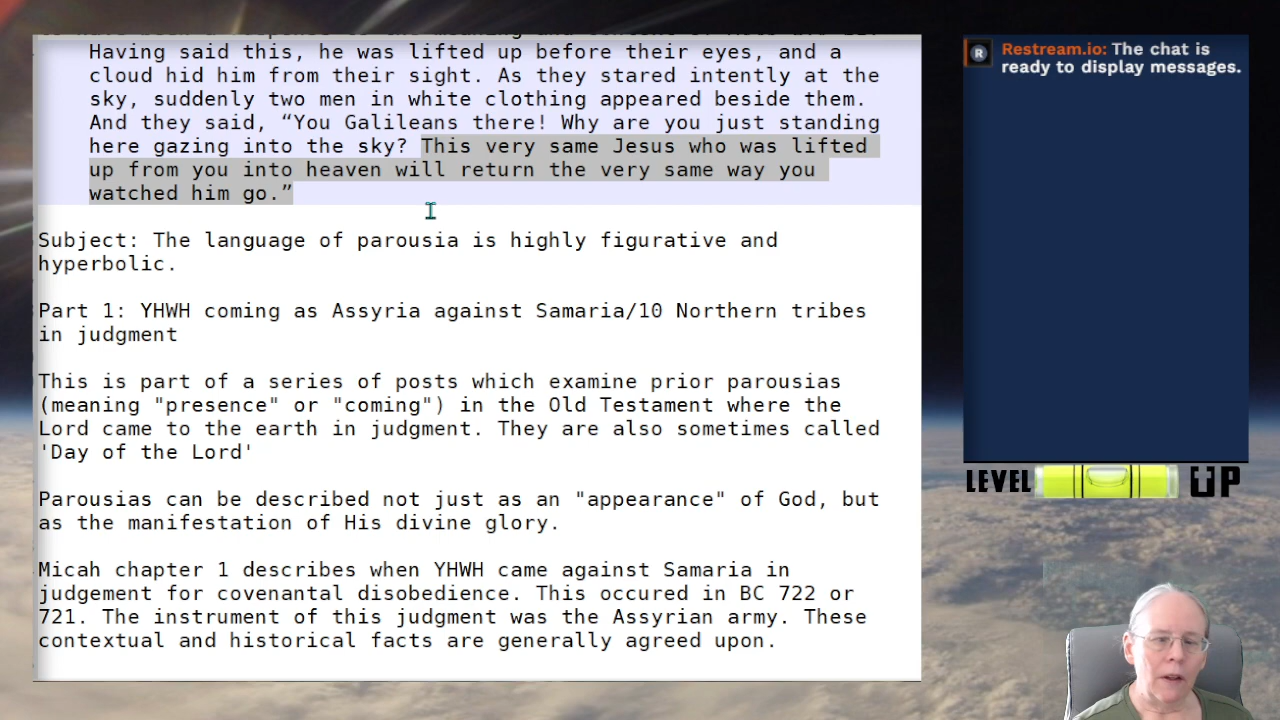 Having said this, he was lifted up before their eyes, and a
cloud hid him from their sight. As they stared intently at the
sky, suddenly two men in white clothing appeared beside them.
And they said, “You Galileans there! Why are you just standing
here gazing into the sky? This very same Jesus who was lifted
up from you into heaven will return the very same way you
watched him go.”
Subject: The language of parousia is highly figurative and
hyperbolic.
Part 1: YHWH coming as Assyria against Samaria/10 Northern tribes
in judgment
This is part of a series of posts which examine prior parousias
(meaning "presence" or "coming") in the Old Testament where the
Lord came to the earth in judgment. They are also sometimes called
'Day of the Lord'
Parousias can be described not just as an "appearance" of God, but
as the manifestation of His divine glory.
Micah chapter 1 describes when YHWH came against Samaria in
judgement for covenantal disobedience. This occured in BC 722 or
721. The instrument of this judgment was the Assyrian army. These
contextual and historical facts are generally agreed upon.
R Restream.io: The chat is
ready to display messages.
LEVEL UP